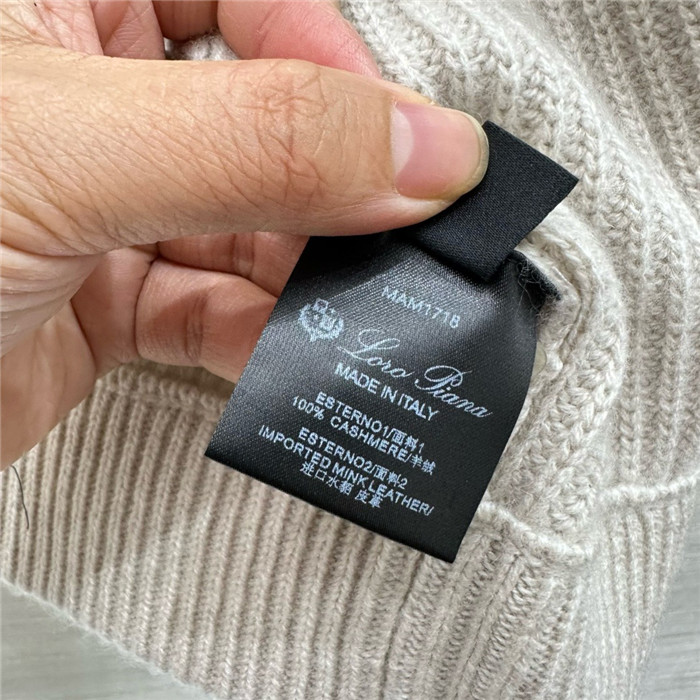 MAM1718
Loro Piana
MADE IN ITALY
ESTERNO1/面料1
100% CASHMERE/羊绒
ESTERNO2/面料2
IMPORTED MINK LEATHER/
进口水貂 皮革